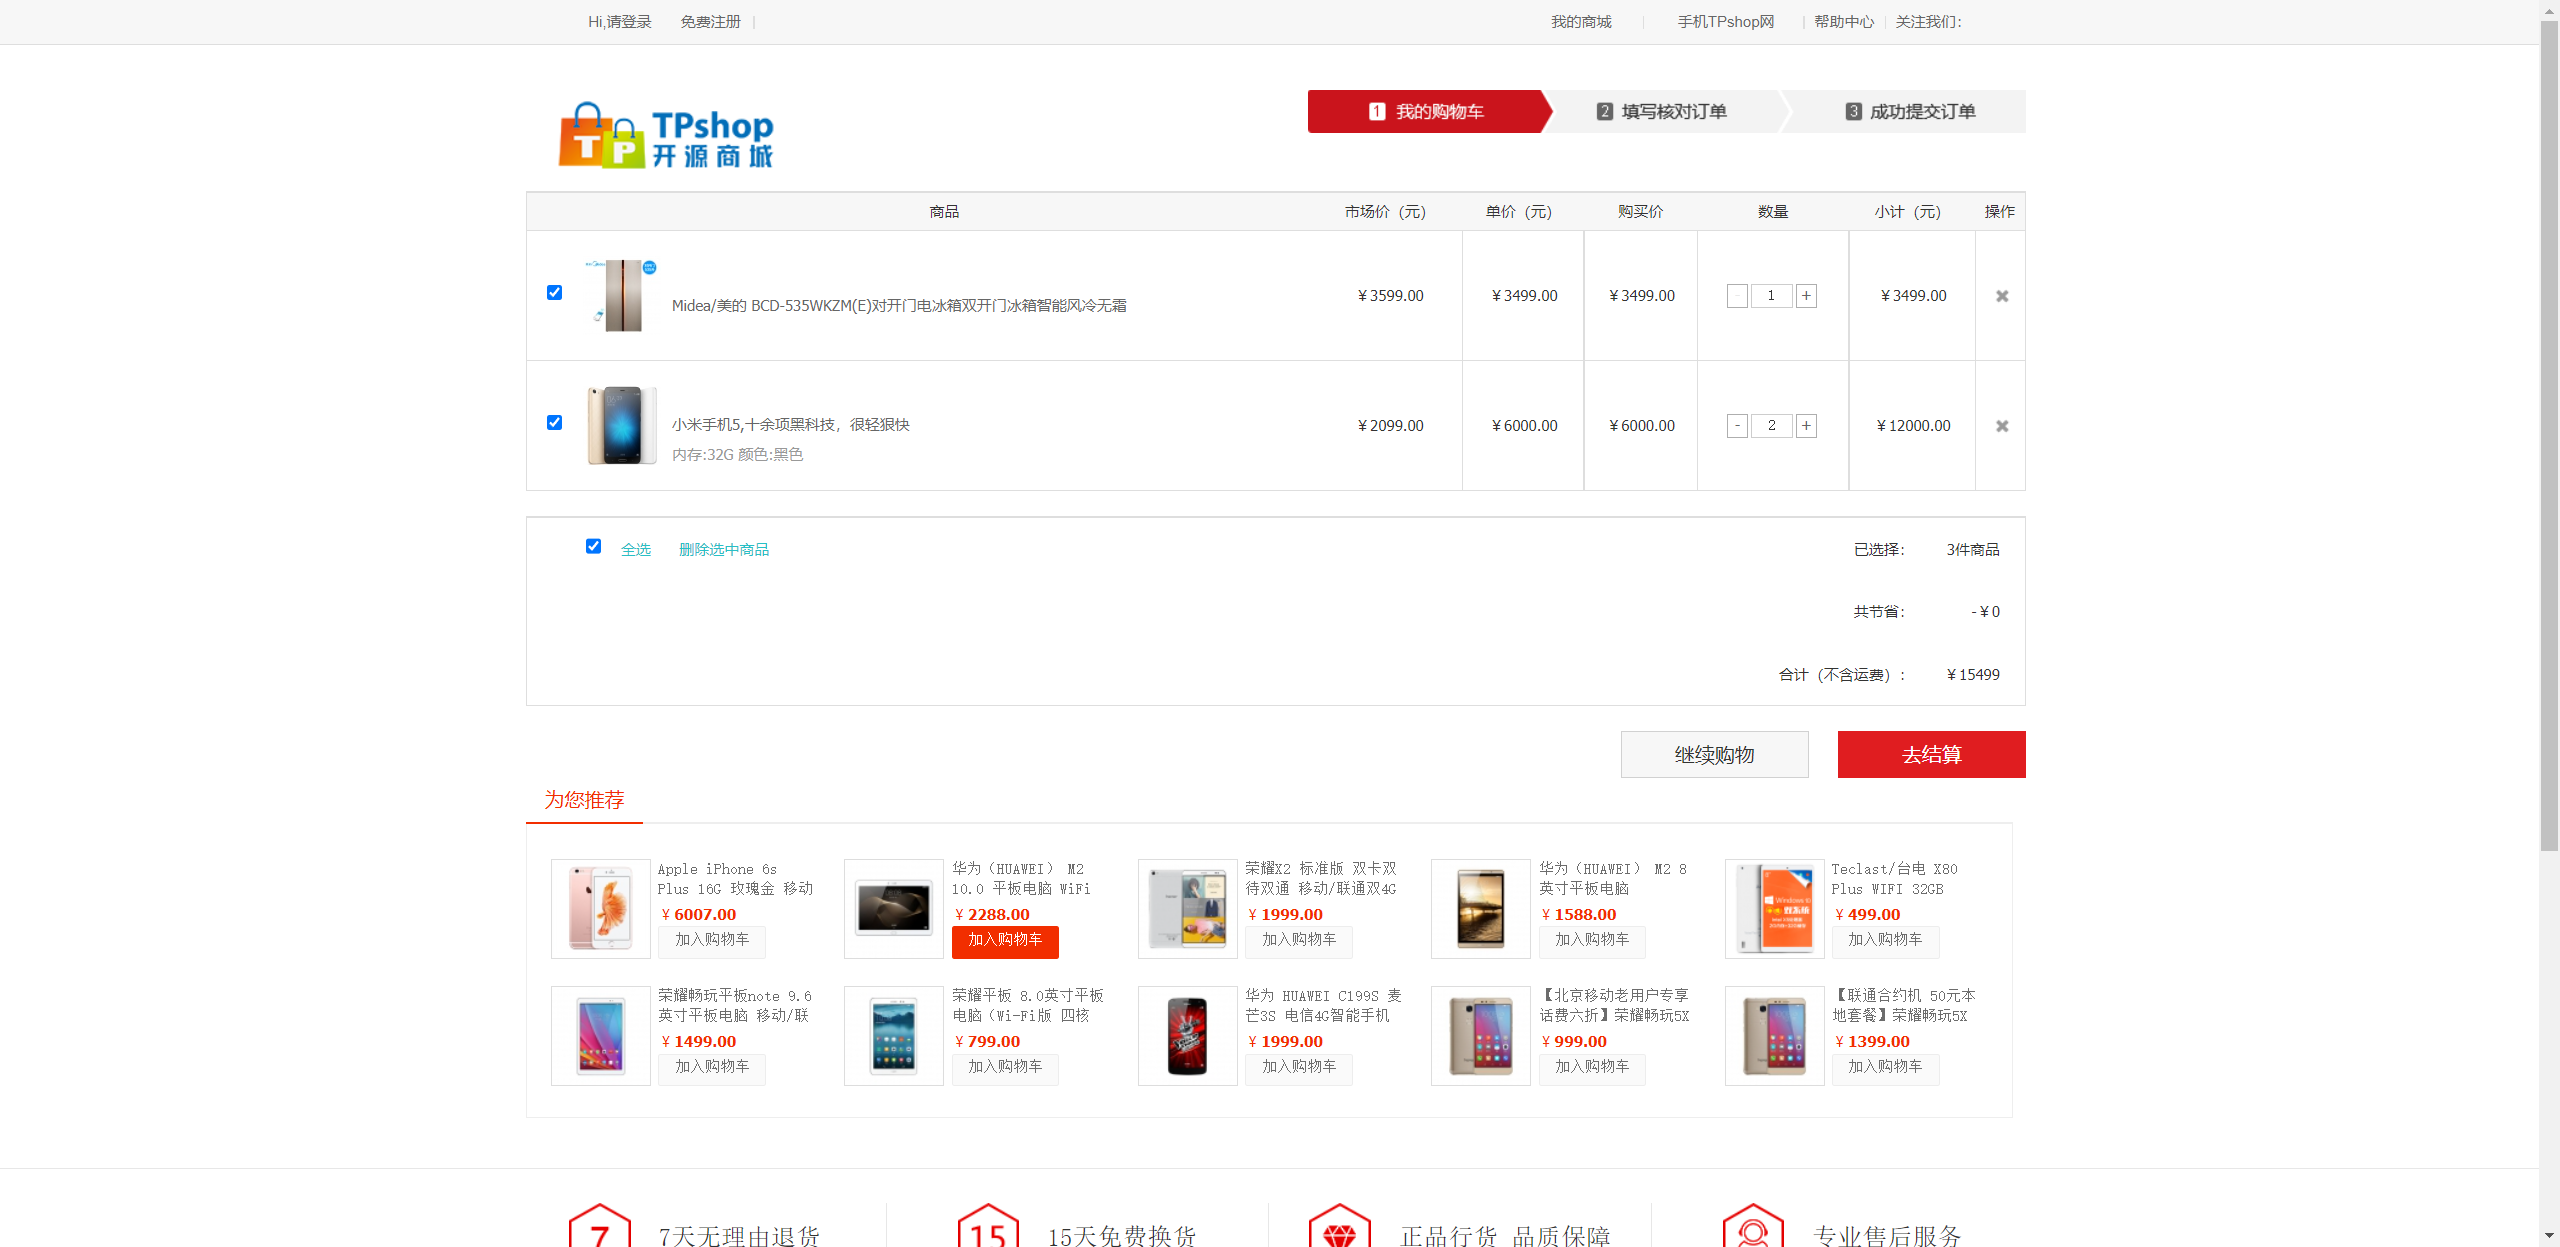 Hi,请登录 免费注册 | 我的商城 | 手机TPshop网 | 帮助中心 | 关注我们：
TPshop
开源商城
1 我的购物车 2 填写核对订单 3 成功提交订单
商品 市场价（元） 单价（元） 购买价 数量 小计（元） 操作
Midea/美的 BCD-535WKZM(E)对开门电冰箱双开门冰箱智能风冷无霜 ￥3599.00 ￥3499.00 ￥3499.00 - 1 + ￥3499.00
小米手机5,十余项黑科技，很轻狠快 ￥2099.00 ￥6000.00 ￥6000.00 - 2 + ￥12000.00
内存:32G 颜色:黑色
全选 删除选中商品 已选择： 3件商品
共节省： -￥0
合计（不含运费）： ￥15499
继续购物 去结算
为您推荐
Apple iPhone 6s
Plus 16G 玫瑰金 移动
￥6007.00
加入购物车
华为（HUAWEI） M2
10.0 平板电脑 WiFi
￥2288.00
加入购物车
荣耀X2 标准版 双卡双
待双通 移动/联通双4G
￥1999.00
加入购物车
华为（HUAWEI） M2 8
英寸平板电脑
￥1588.00
加入购物车
Teclast/台电 X80
Plus WIFI 32GB
￥499.00
加入购物车
荣耀畅玩平板note 9.6
英寸平板电脑 移动/联
￥1499.00
加入购物车
荣耀平板 8.0英寸平板
电脑（Wi-Fi版 四核
￥799.00
加入购物车
华为 HUAWEI C199S 麦
芒3S 电信4G智能手机
￥1999.00
加入购物车
【北京移动老用户专享
话费六折】荣耀畅玩5X
￥999.00
加入购物车
【联通合约机 50元本
地套餐】荣耀畅玩5X
￥1399.00
加入购物车
7 7天无理由退货 15 15天免费换货 正品行货 品质保障 专业售后服务